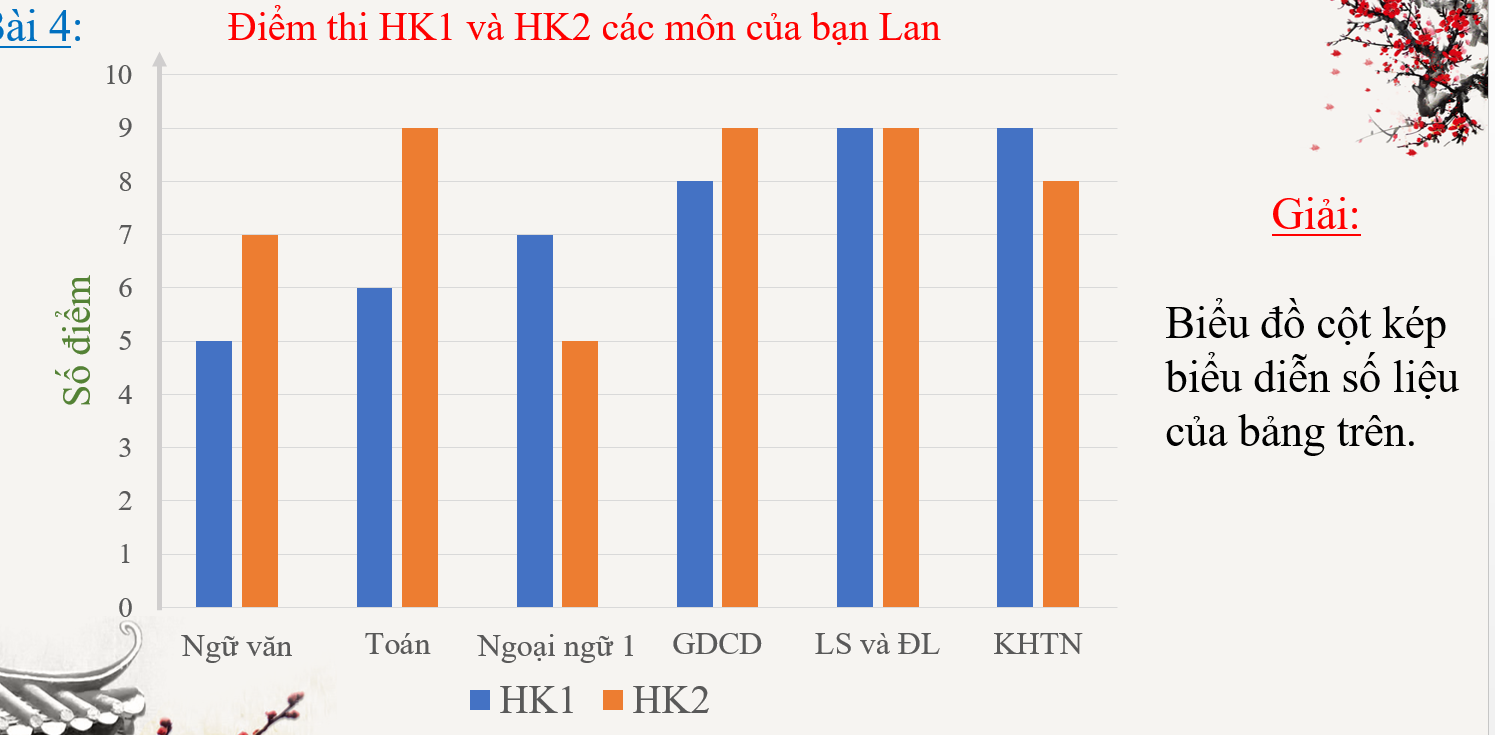 ài 4:
Điểm thi HK1 và HK2 các môn của bạn Lan
10
9
8
7
6
5
4
3
2
1
0
Số điểm
Ngữ văn
Toán
Ngoại ngữ 1
GDCD
LS và ĐL
KHTN
HK1
HK2
Giải:
Biểu đồ cột kép
biểu diễn số liệu
của bảng trên.